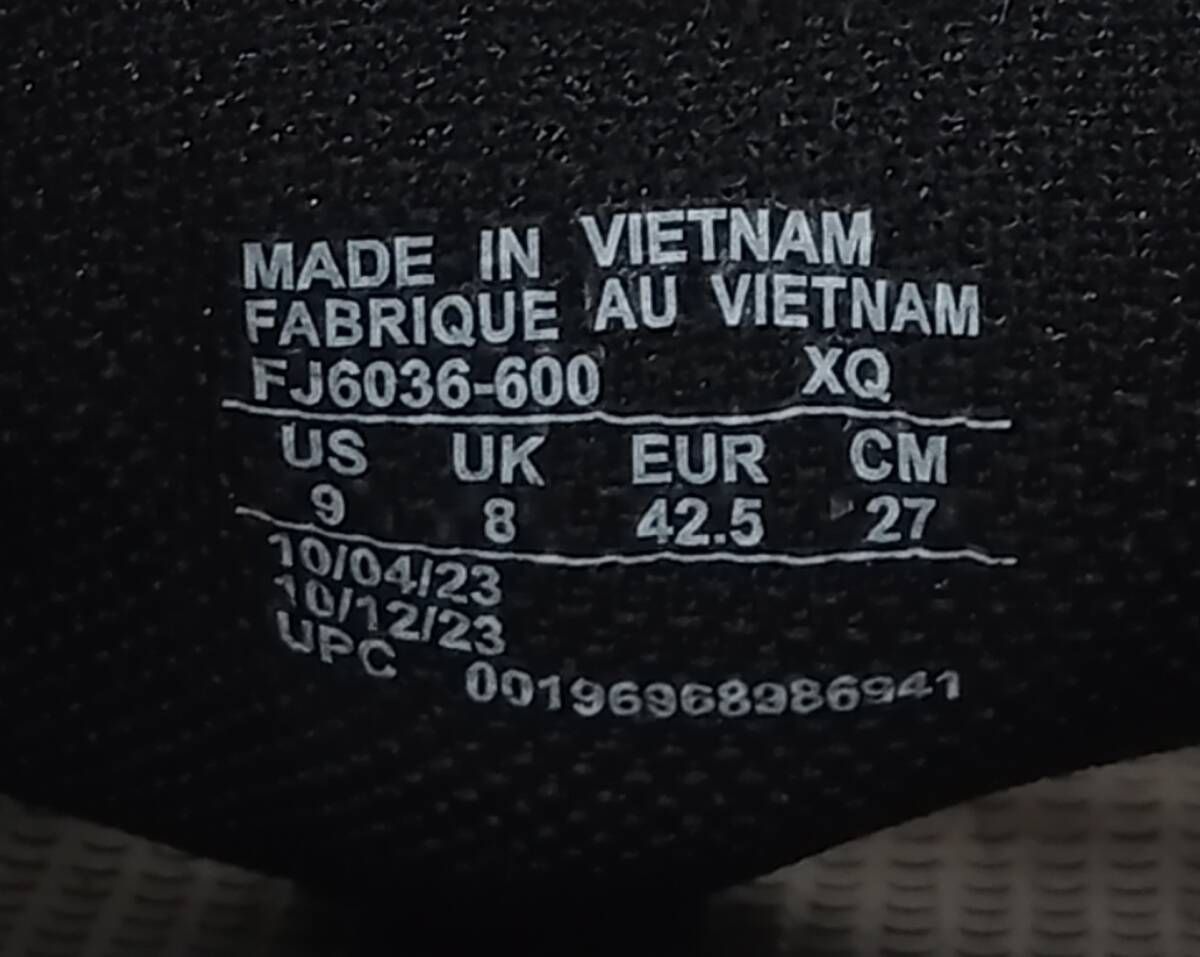 MADE IN VIETNAM
FABRIQUE AU VIETNAM
FJ6036-600 XQ
US UK EUR CM
9 8 42.5 27
10/04/23
10/12/23
UPC 00196968986941